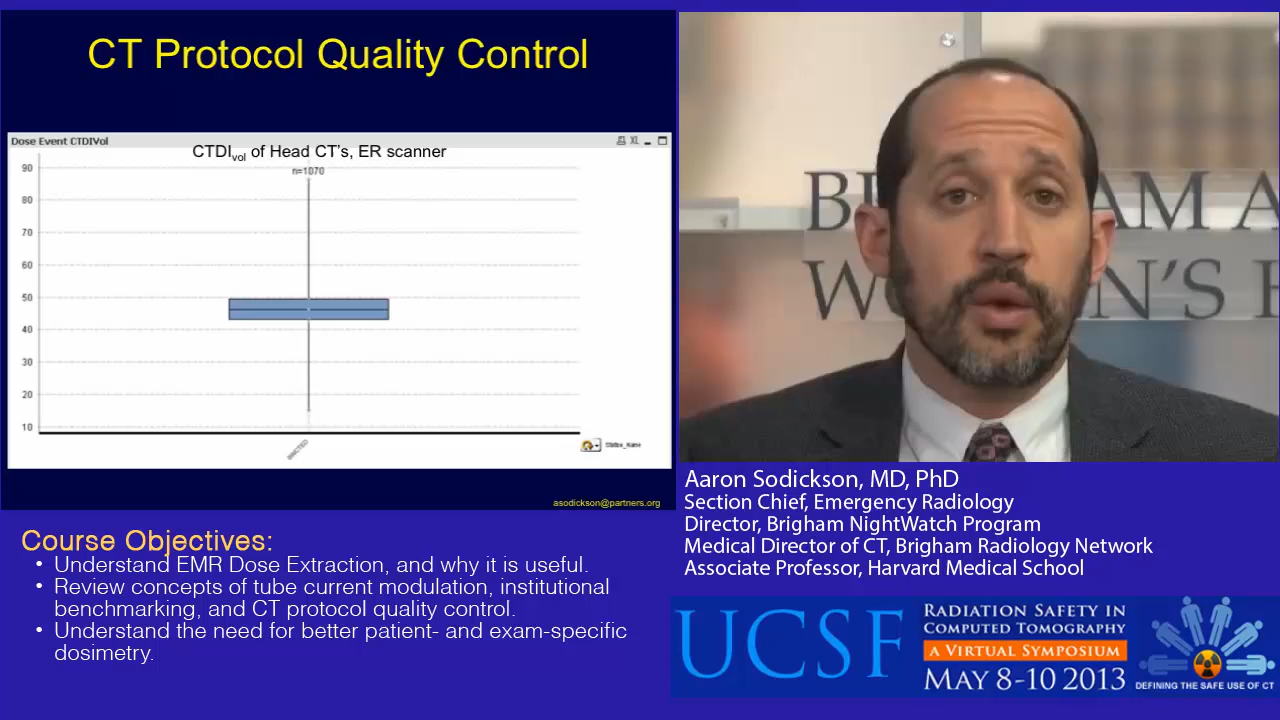 CT Protocol Quality Control
Dose Event CTDIVol
XL
CTDIvol of Head CT's, ER scanner
n=1070
90
80
70
60
50
40
30
20
10
asodickson@partners.org
BRIGHAM A
WOMEN'S H
Aaron Sodickson, MD, PhD
Section Chief, Emergency Radiology
Director, Brigham NightWatch Program
Medical Director of CT, Brigham Radiology Network
Associate Professor, Harvard Medical School
Course Objectives:
• Understand EMR Dose Extraction, and why it is useful.
• Review concepts of tube current modulation, institutional
benchmarking, and CT protocol quality control.
• Understand the need for better patient- and exam-specific
dosimetry.
UCSF
RADIATION SAFETY IN
COMPUTED TOMOGRAPHY
A VIRTUAL SYMPOSIUM
MAY 8-10 2013
DEFINING THE SAFE USE OF CT